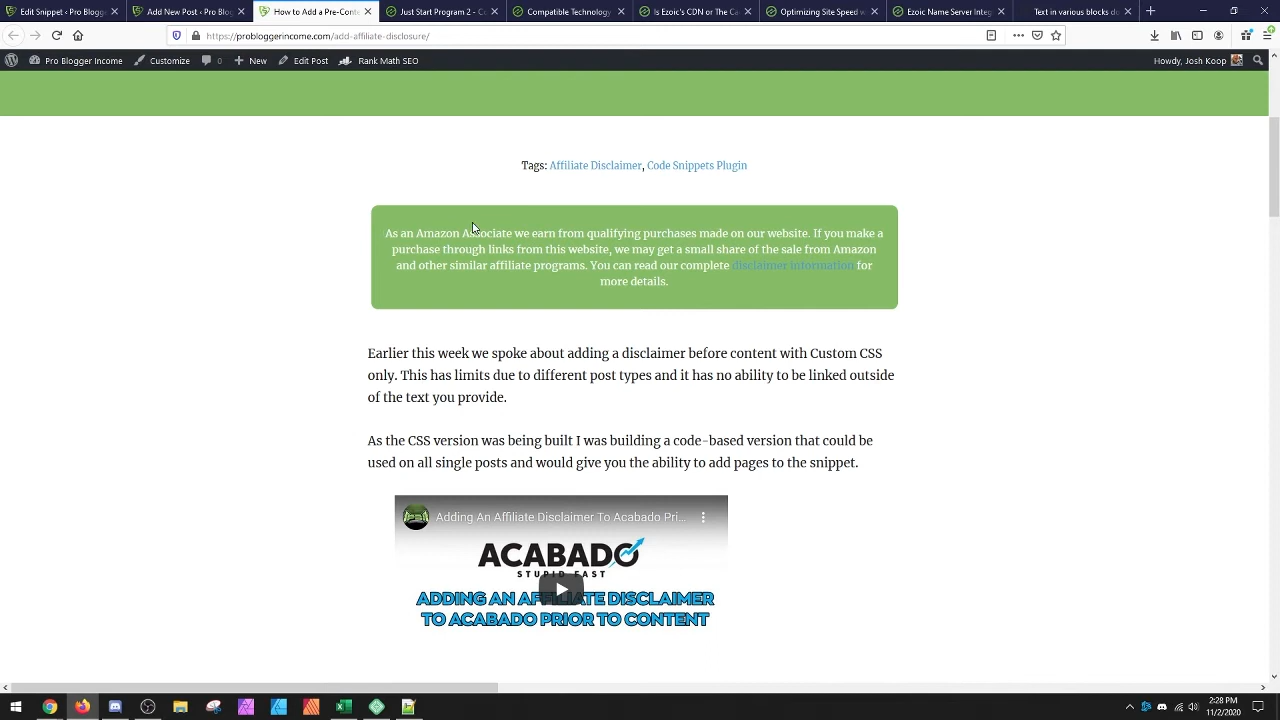 Edit Snippet ‹ Pro Blogg
Add New Post ‹ Pro Blogg
How to Add a Pre-Conte
Just Start Program 2 - C
Compatible Technology
Is Ezoic's CDN or The Ca
Optimizing Site Speed w
Ezoic Name Server Integ
Text in various blocks do
https://probloggerincome.com/add-affiliate-disclosure/
Pro Blogger Income
Customize
0
New
Edit Post
Rank Math SEO
Howdy, Josh Koop
Tags: Affiliate Disclaimer, Code Snippets Plugin
As an Amazon Associate we earn from qualifying purchases made on our website. If you make a
purchase through links from this website, we may get a small share of the sale from Amazon
and other similar affiliate programs. You can read our complete disclaimer information for
more details.
Earlier this week we spoke about adding a disclaimer before content with Custom CSS
only. This has limits due to different post types and it has no ability to be linked outside
of the text you provide.
As the CSS version was being built I was building a code-based version that could be
used on all single posts and would give you the ability to add pages to the snippet.
Adding An Affiliate Disclaimer To Acabado Pri...
ACABADO
STUPID FAST
ADDING AN AFFILIATE DISCLAIMER
TO ACABADO PRIOR TO CONTENT
2:28 PM
11/2/2020